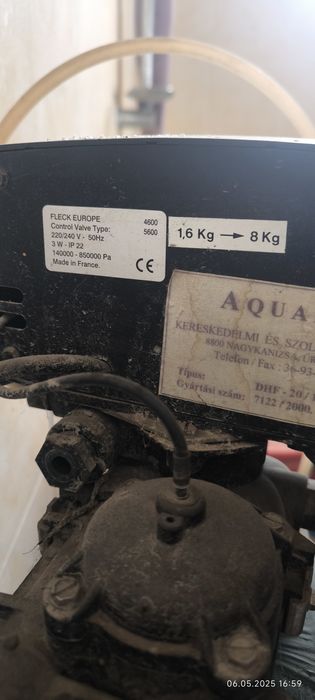 FLECK EUROPE
Control Valve Type: 4600
5600
220/240 V - 50Hz
3 W - IP 22
140000 - 850000 Pa
Made in France.
CE
1,6 Kg → 8 Kg
AQUA
KERESKEDELMI ÉS SZOL
8800 NAGYKANIZSA, ÚR
Telefon / Fax : 36-93
Típus: DHF - 20 /
Gyártási szám: 7122 / 2000.
06.05.2025 16:59